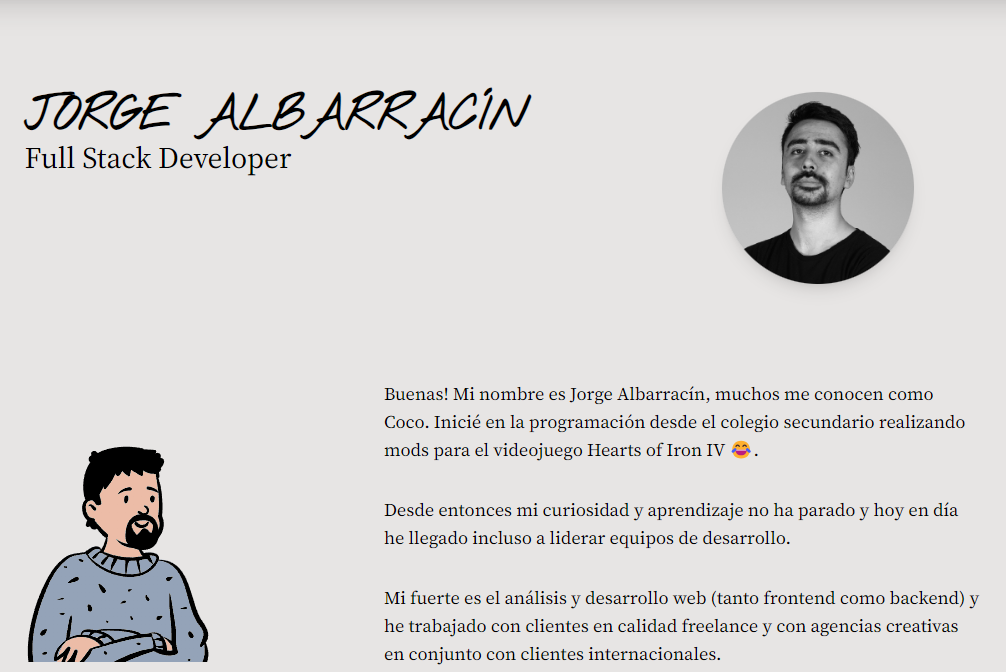 JORGE ALBARRACÍN
Full Stack Developer
Buenas! Mi nombre es Jorge Albarracín, muchos me conocen como
Coco. Inicié en la programación desde el colegio secundario realizando
mods para el videojuego Hearts of Iron IV 😂.
Desde entonces mi curiosidad y aprendizaje no ha parado y hoy en día
he llegado incluso a liderar equipos de desarrollo.
Mi fuerte es el análisis y desarrollo web (tanto frontend como backend) y
he trabajado con clientes en calidad freelance y con agencias creativas
en conjunto con clientes internacionales.